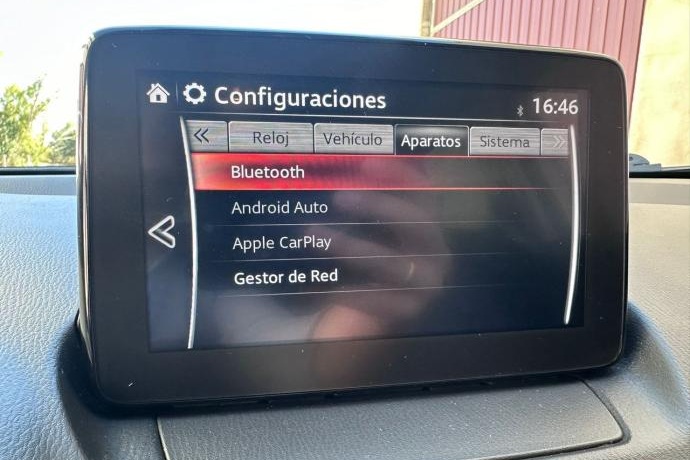 Configuraciones 16:46
« Reloj Vehículo Aparatos Sistema »
Bluetooth
Android Auto
Apple CarPlay
Gestor de Red